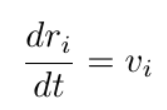 dr_i/dt = v_i